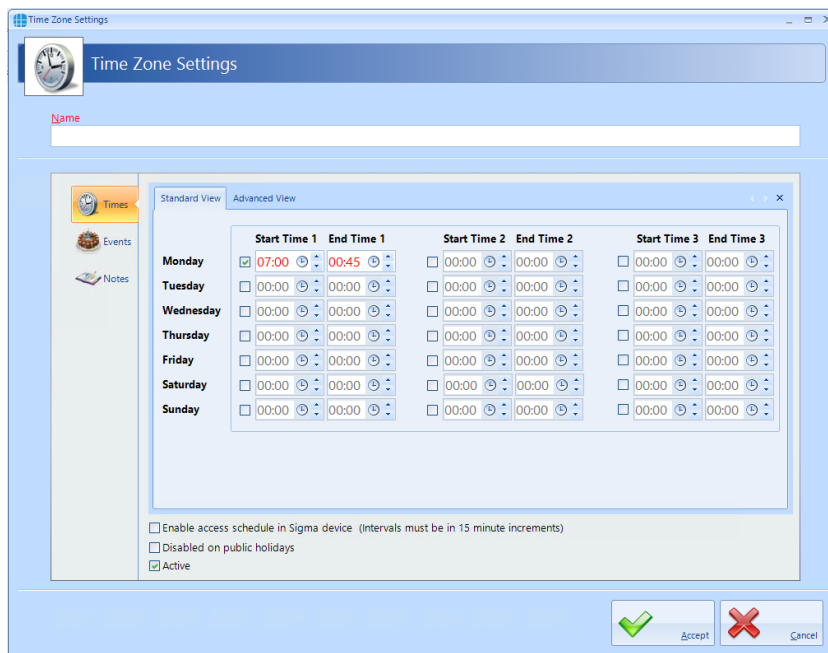 Time Zone Settings
Time Zone Settings
Name
Times
Events
Notes
Standard View Advanced View
Start Time 1 End Time 1 Start Time 2 End Time 2 Start Time 3 End Time 3
Monday 07:00 00:45 00:00 00:00 00:00 00:00
Tuesday 00:00 00:00 00:00 00:00 00:00 00:00
Wednesday 00:00 00:00 00:00 00:00 00:00 00:00
Thursday 00:00 00:00 00:00 00:00 00:00 00:00
Friday 00:00 00:00 00:00 00:00 00:00 00:00
Saturday 00:00 00:00 00:00 00:00 00:00 00:00
Sunday 00:00 00:00 00:00 00:00 00:00 00:00
Enable access schedule in Sigma device (Intervals must be in 15 minute increments)
Disabled on public holidays
Active
Accept Cancel